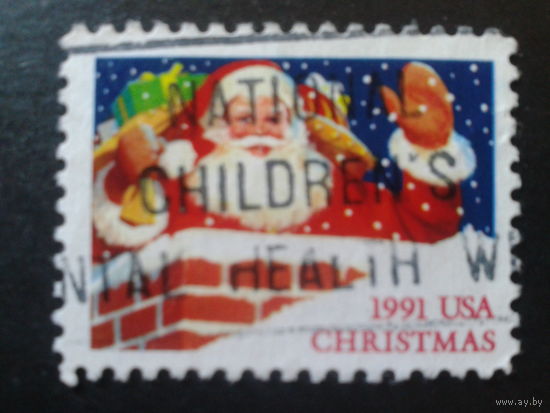 NATIONAL
CHILDREN'S
NTAL HEALTH W
1991 USA
CHRISTMAS
www.ay.by